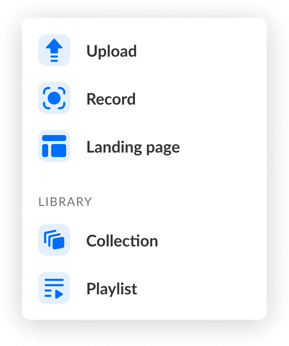 Upload
Record
Landing page
LIBRARY
Collection
Playlist